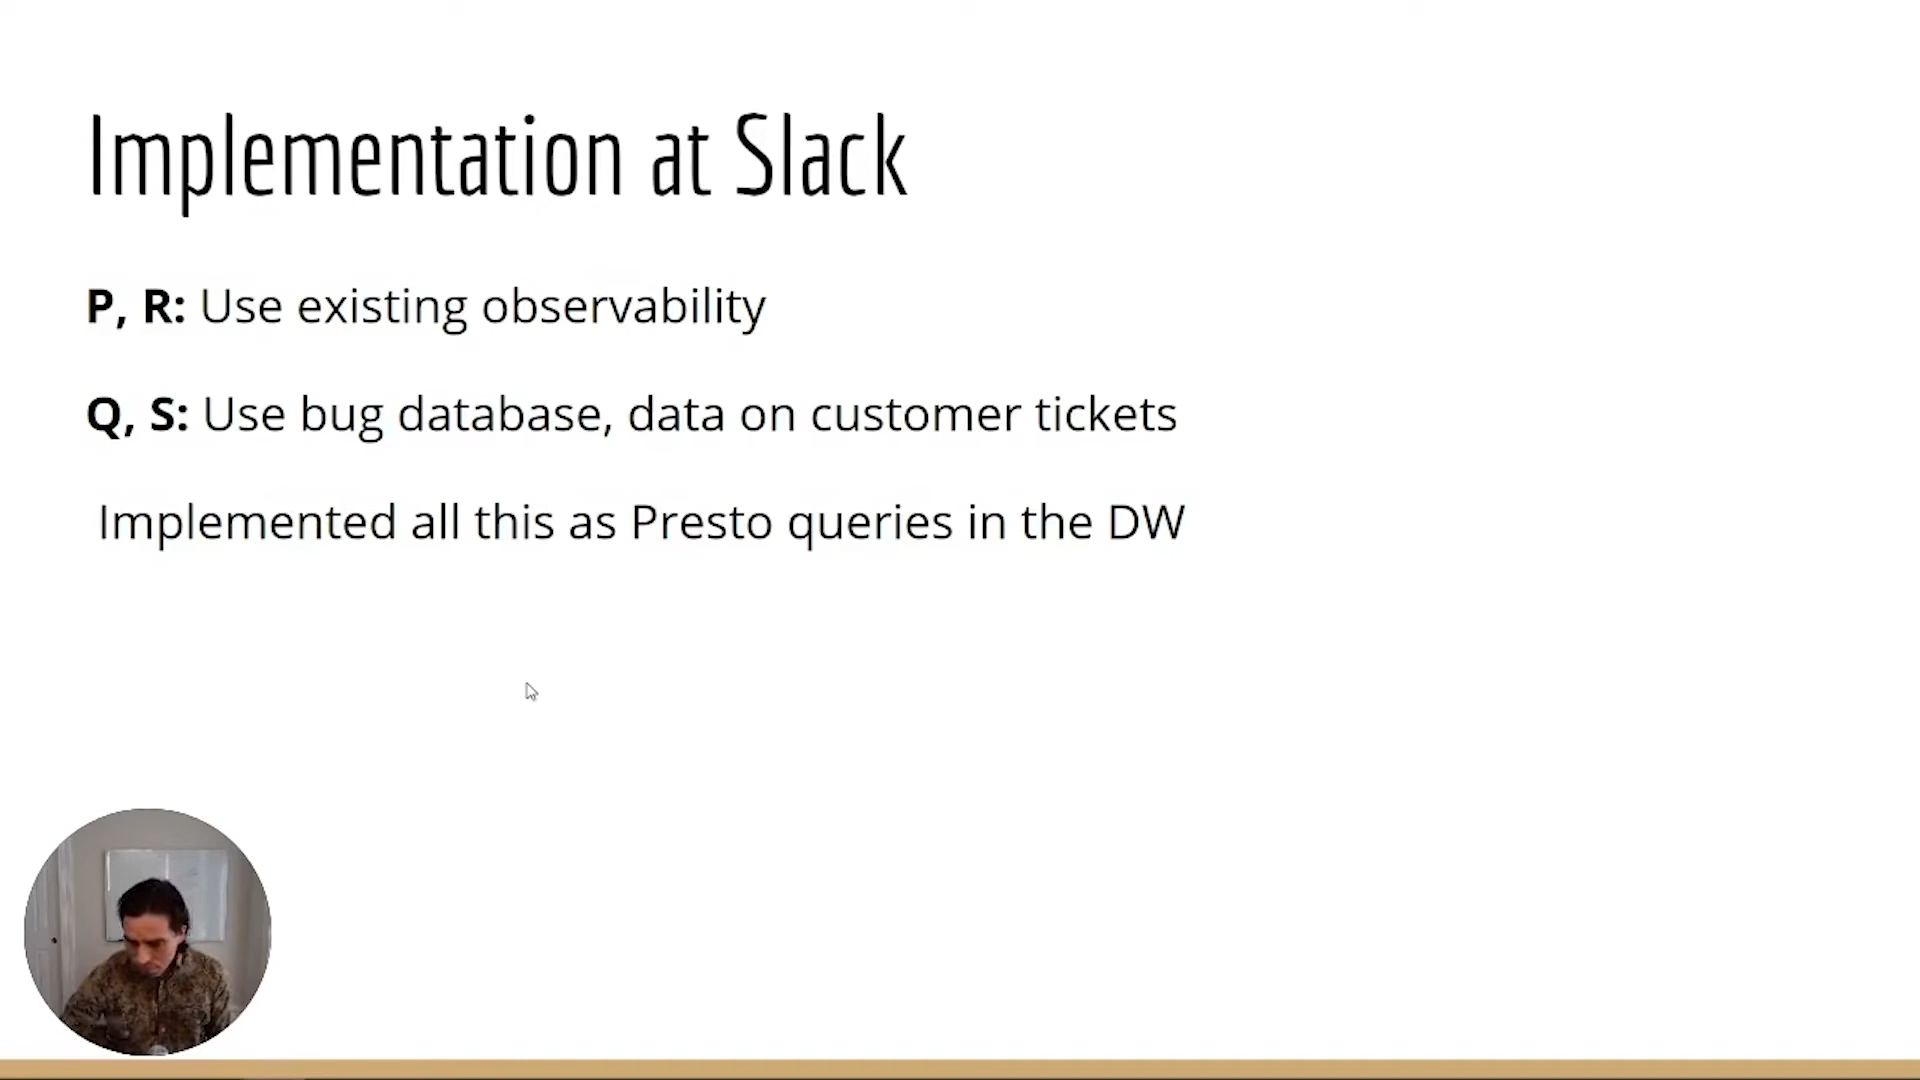 Implementation at Slack
P, R: Use existing observability
Q, S: Use bug database, data on customer tickets
Implemented all this as Presto queries in the DW